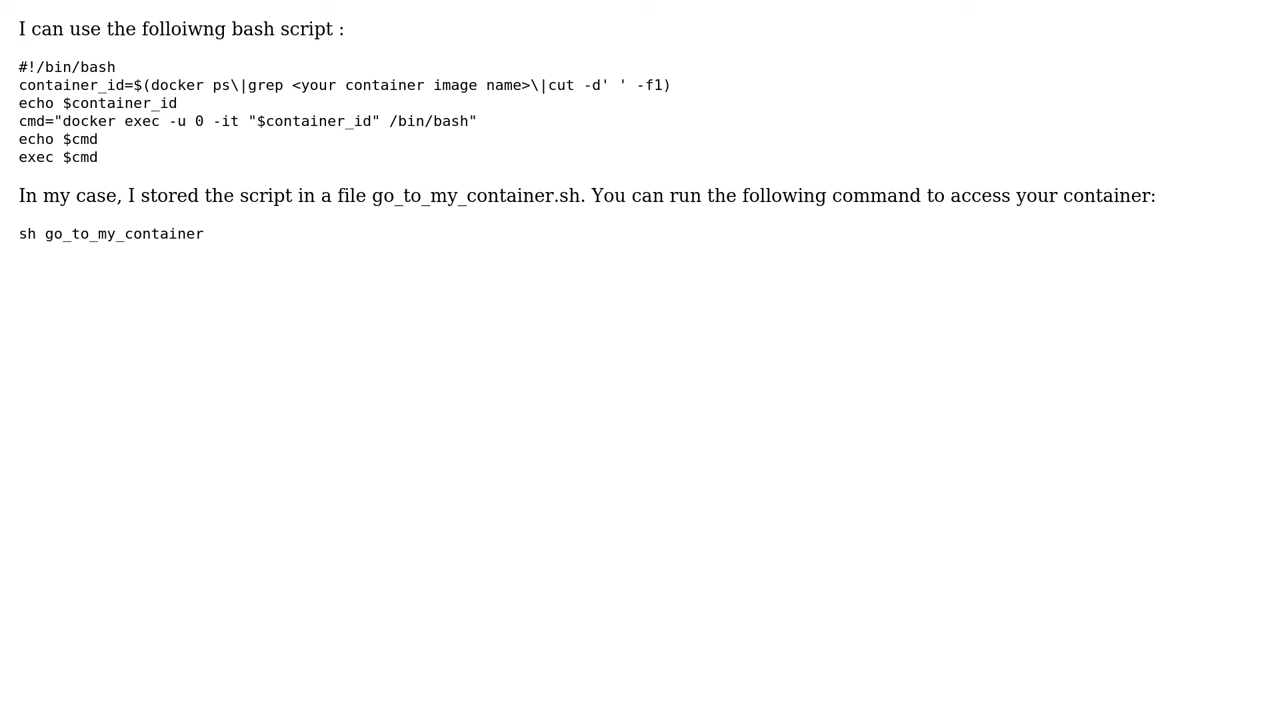 I can use the folloiwng bash script :
#!/bin/bash
container_id=$(docker ps\|grep <your container image name>\|cut -d' ' -f1)
echo $container_id
cmd="docker exec -u 0 -it "$container_id" /bin/bash"
echo $cmd
exec $cmd
In my case, I stored the script in a file go_to_my_container.sh. You can run the following command to access your container:
sh go_to_my_container